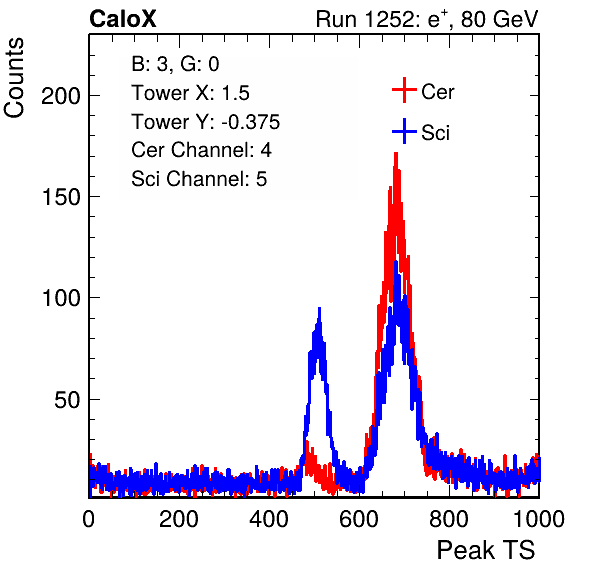 CaloX Run 1252: e⁺, 80 GeV
Counts
B: 3, G: 0
Tower X: 1.5
Tower Y: -0.375
Cer Channel: 4
Sci Channel: 5
Cer
Sci
200
150
100
50
0 200 400 600 800 1000
Peak TS